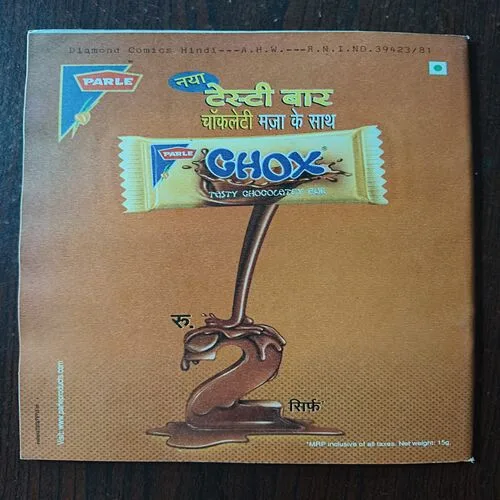 Diamond Comics Hindi---A.H.W.---R.N.I.NO.39423/81
PARLE
नया
टेस्टी बार
चॉकलेटी मज़ा के साथ
PARLE
CHOX
TASTY CHOCOLATEY BAR
रू.
2
सिर्फ़
*MRP inclusive of all taxes. Net weight: 15g.
Visit: www.parleproducts.com